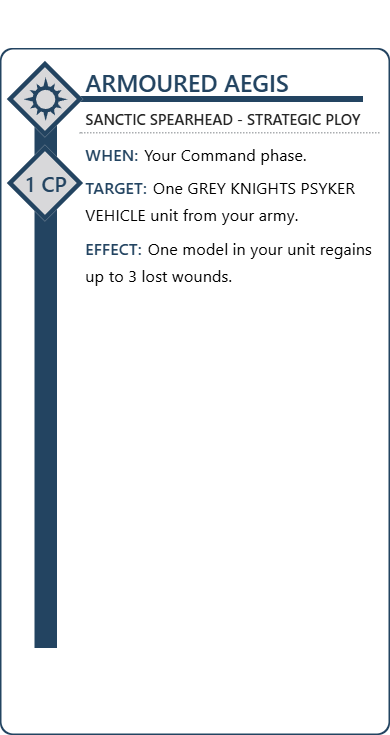 ARMOURED AEGIS
SANCTIC SPEARHEAD - STRATEGIC PLOY
1 CP
WHEN: Your Command phase.
TARGET: One GREY KNIGHTS PSYKER
VEHICLE unit from your army.
EFFECT: One model in your unit regains
up to 3 lost wounds.